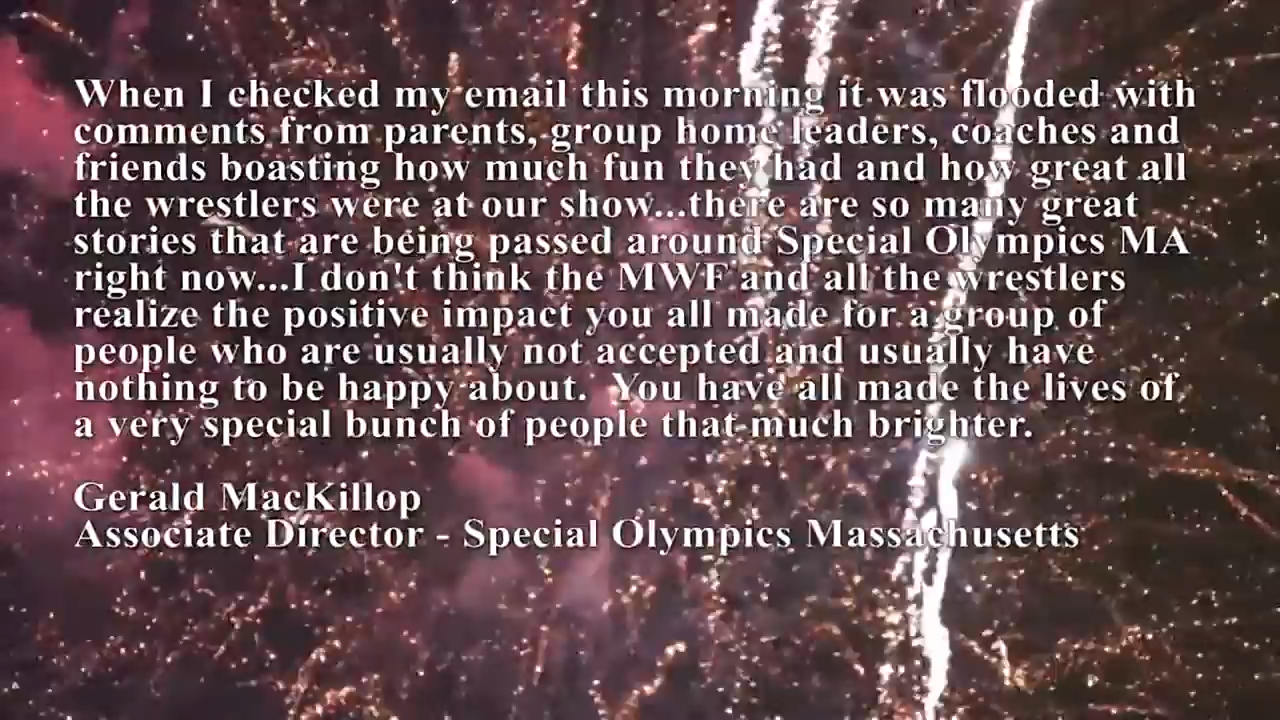 When I checked my email this morning it was flooded with
comments from parents, group home leaders, coaches and
friends boasting how much fun they had and how great all
the wrestlers were at our show...there are so many great
stories that are being passed around Special Olympics MA
right now...I don't think the MWF and all the wrestlers
realize the positive impact you all made for a group of
people who are usually not accepted and usually have
nothing to be happy about.  You have all made the lives of
a very special bunch of people that much brighter.
Gerald MacKillop
Associate Director - Special Olympics Massachusetts